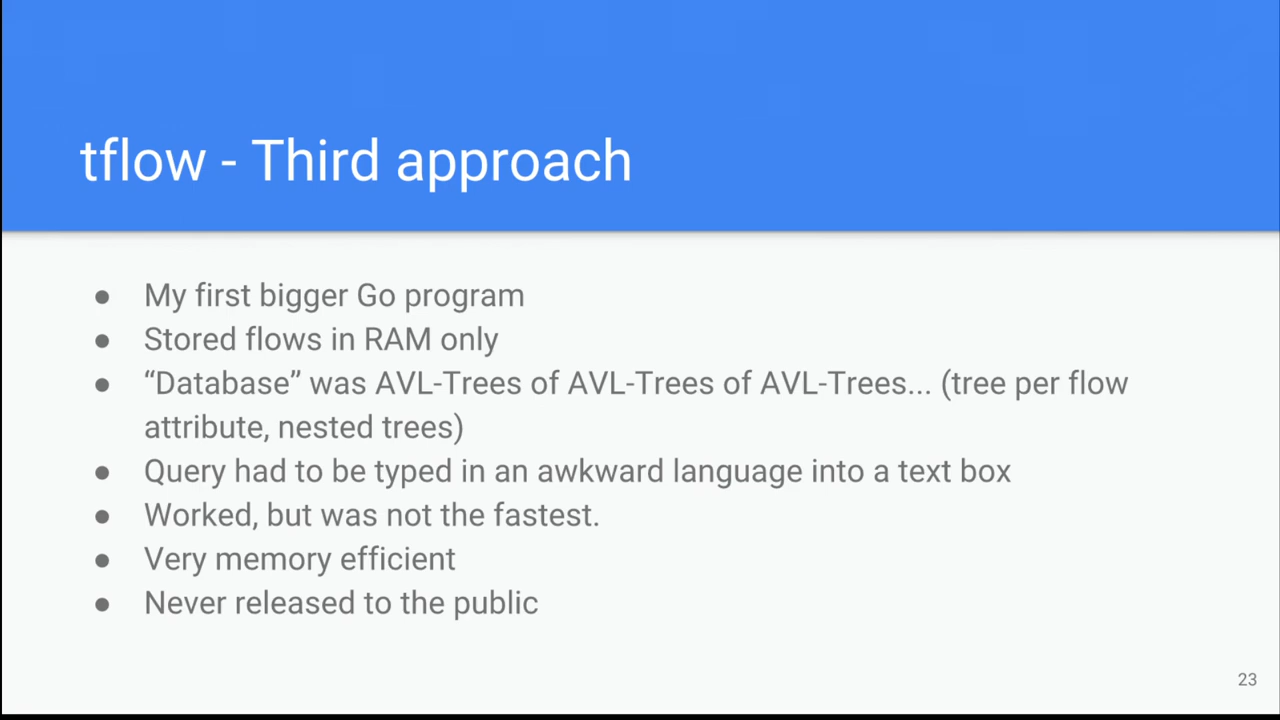 tflow - Third approach
● My first bigger Go program
● Stored flows in RAM only
● “Database” was AVL-Trees of AVL-Trees of AVL-Trees... (tree per flow
attribute, nested trees)
● Query had to be typed in an awkward language into a text box
● Worked, but was not the fastest.
● Very memory efficient
● Never released to the public
23